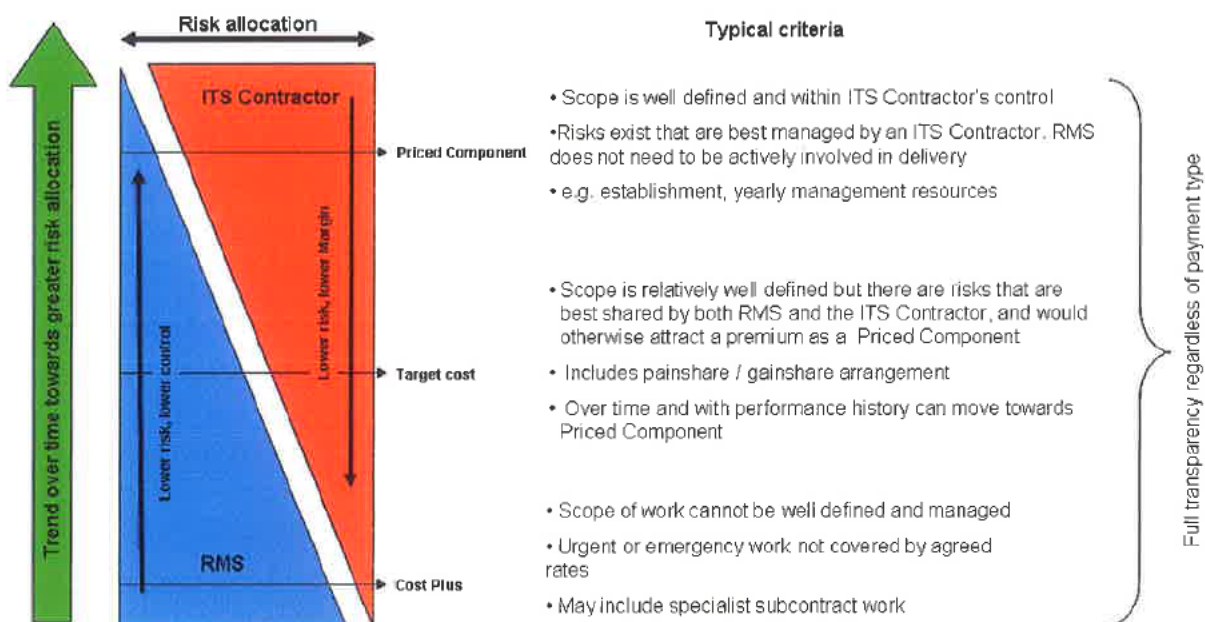 Risk allocation
Typical criteria
Trend over time towards greater risk allocation
ITS Contractor
Lower risk, lower Margin
Lower risk, lower control
RMS
Priced Component
Target cost
Cost Plus
• Scope is well defined and within ITS Contractor's control
•Risks exist that are best managed by an ITS Contractor. RMS
does not need to be actively involved in delivery
• e.g. establishment, yearly management resources
• Scope is relatively well defined but there are risks that are
best shared by both RMS and the ITS Contractor, and would
otherwise attract a premium as a Priced Component
• Includes painshare / gainshare arrangement
• Over time and with performance history can move towards
Priced Component
• Scope of work cannot be well defined and managed
• Urgent or emergency work not covered by agreed
rates
• May include specialist subcontract work
Full transparency regardless of payment type